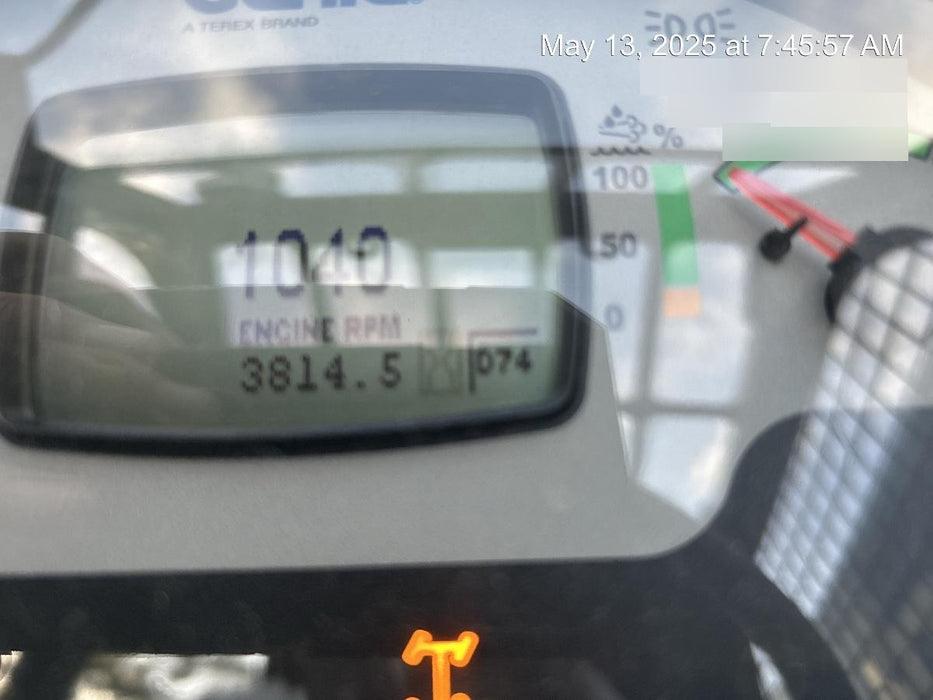 A TEREX BRAND
May 13, 2025 at 7:45:57 AM
%
100
50
0
1040
ENGINE RPM
3814.5
074